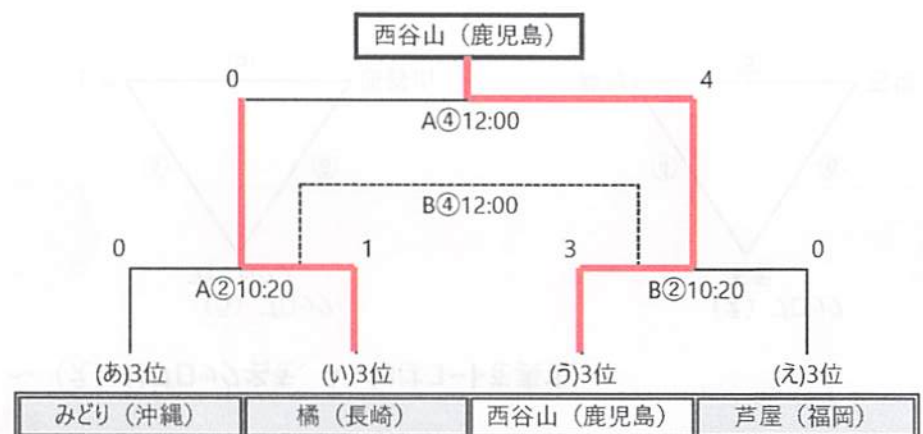 西谷山（鹿児島）
0 4
A④12:00
B④12:00
0 1 3 0
A②10:20 B②10:20
(あ)3位 (い)3位 (う)3位 (え)3位
みどり（沖縄） 橘（長崎） 西谷山（鹿児島） 芦屋（福岡）